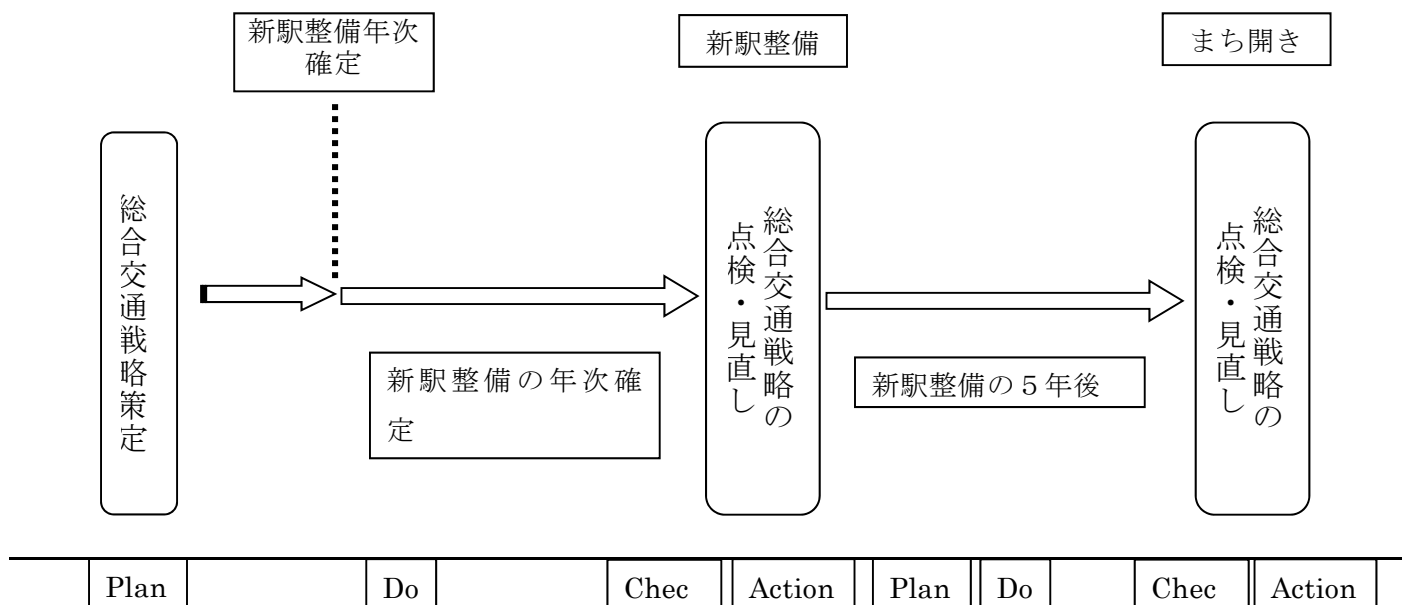 新駅整備年次
確定
新駅整備
まち開き
総合交通戦略策定
総合交通戦略の
点検・見直し
総合交通戦略の
点検・見直し
新駅整備の年次確
定
新駅整備の５年後
Plan
Do
Chec
Action
Plan
Do
Chec
Action